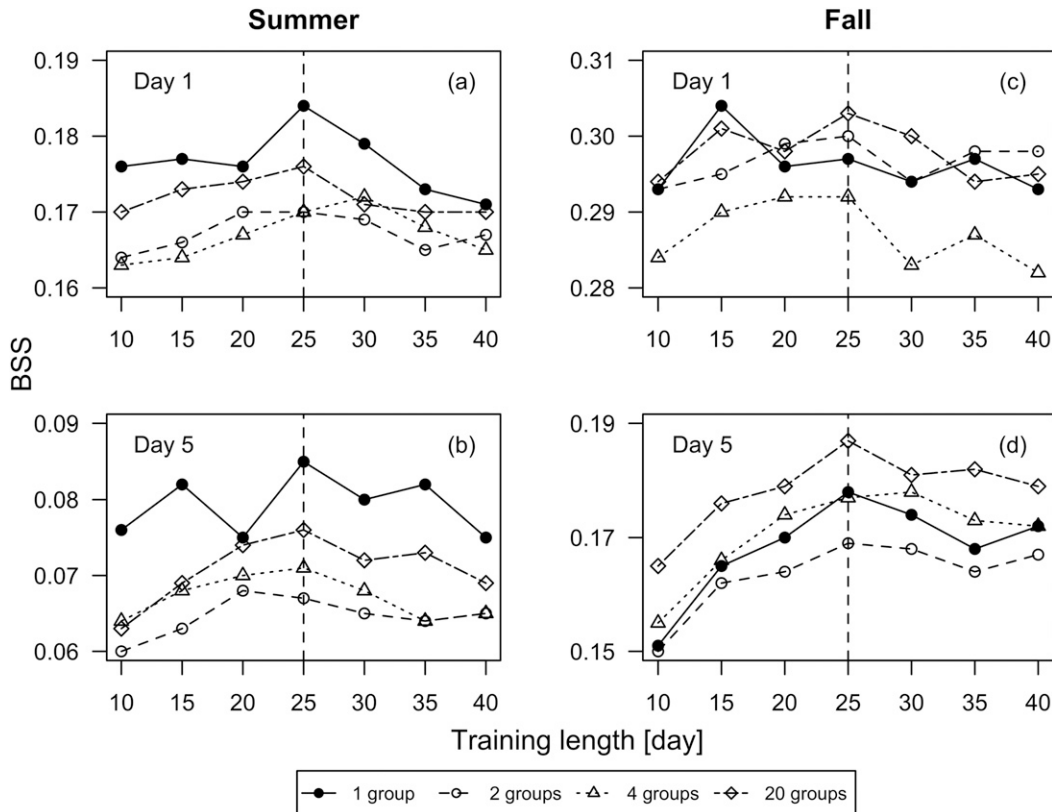 Summer
Fall
0.19
0.18
0.17
0.16
Day 1
(a)
10 15 20 25 30 35 40
0.31
0.30
0.29
0.28
Day 1
(c)
10 15 20 25 30 35 40
BSS
0.09
0.08
0.07
0.06
Day 5
(b)
10 15 20 25 30 35 40
0.19
0.17
0.15
Day 5
(d)
10 15 20 25 30 35 40
Training length [day]
1 group 2 groups 4 groups 20 groups